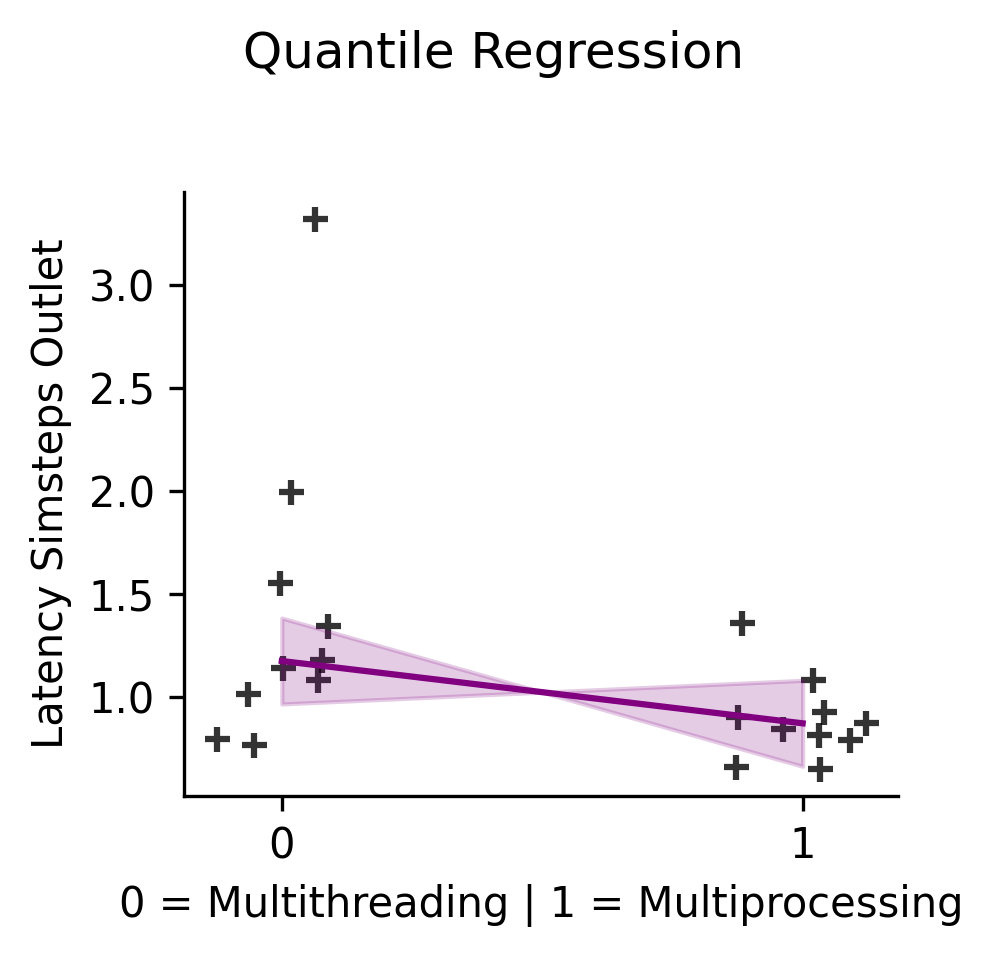 Quantile Regression
Latency Simsteps Outlet
3.0
2.5
2.0
1.5
1.0
0 1
0 = Multithreading | 1 = Multiprocessing